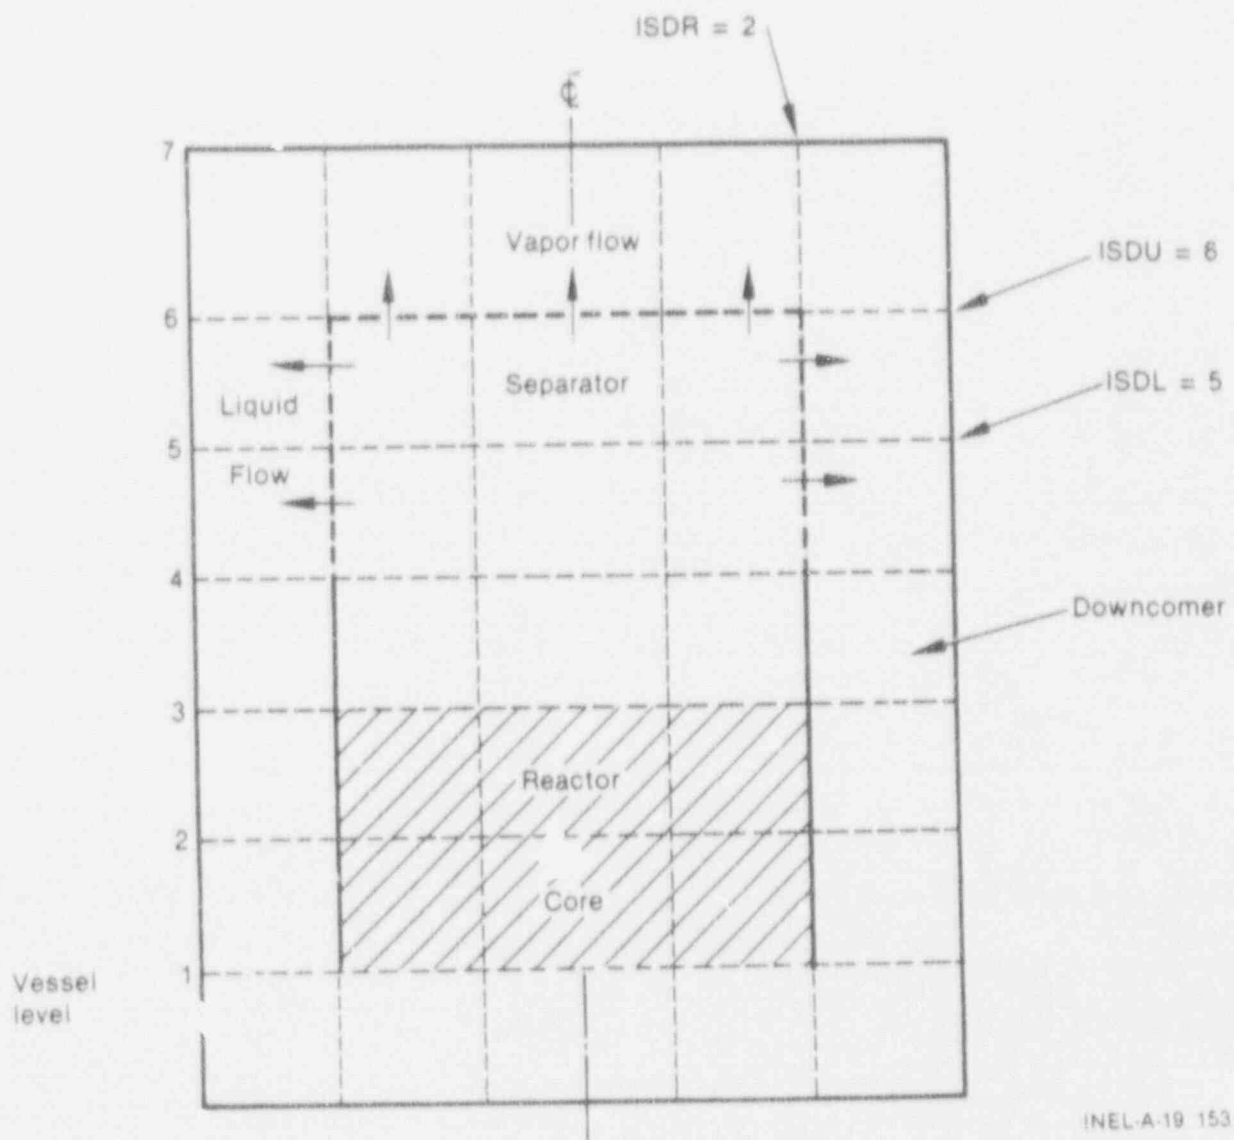 ISDR = 2
℄
7
Vapor flow
ISDU = 6
6
Separator
ISDL = 5
Liquid
5
Flow
4
Downcomer
3
Reactor
2
Core
1
Vessel
level
INEL-A-19 153